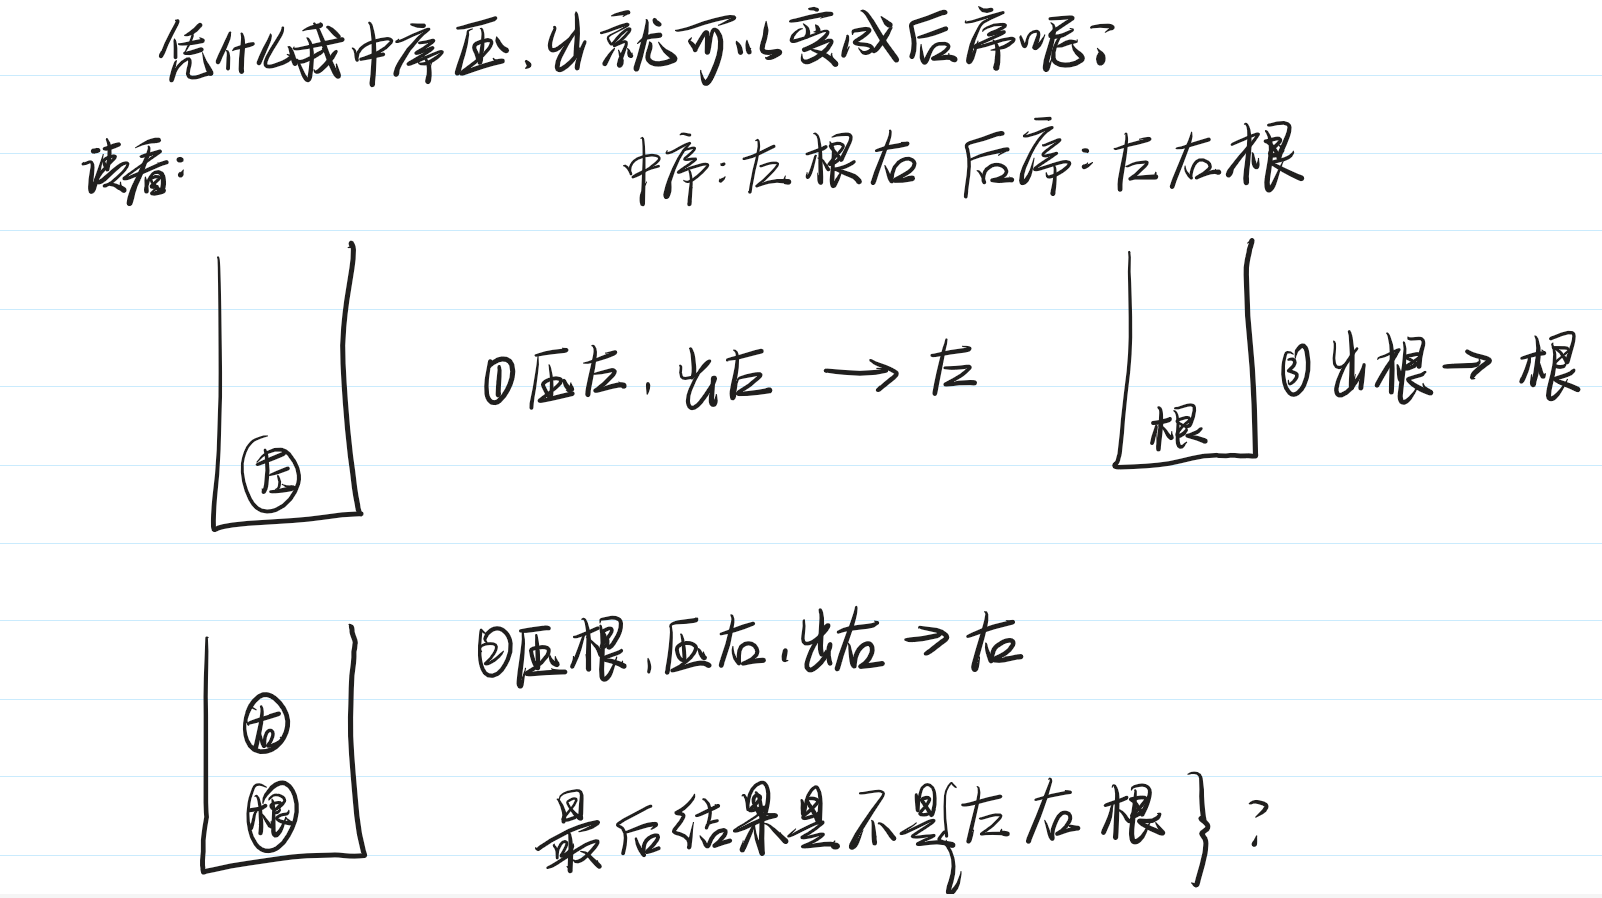 凭什么我中序压,出就可以变成后序呢?
请看:
中序:左根右 后序:左右根
左
①压左,出左 → 左
根
③出根 → 根
②压根,压右,出右 → 右
右
根
最后结果是不是{左右根}?